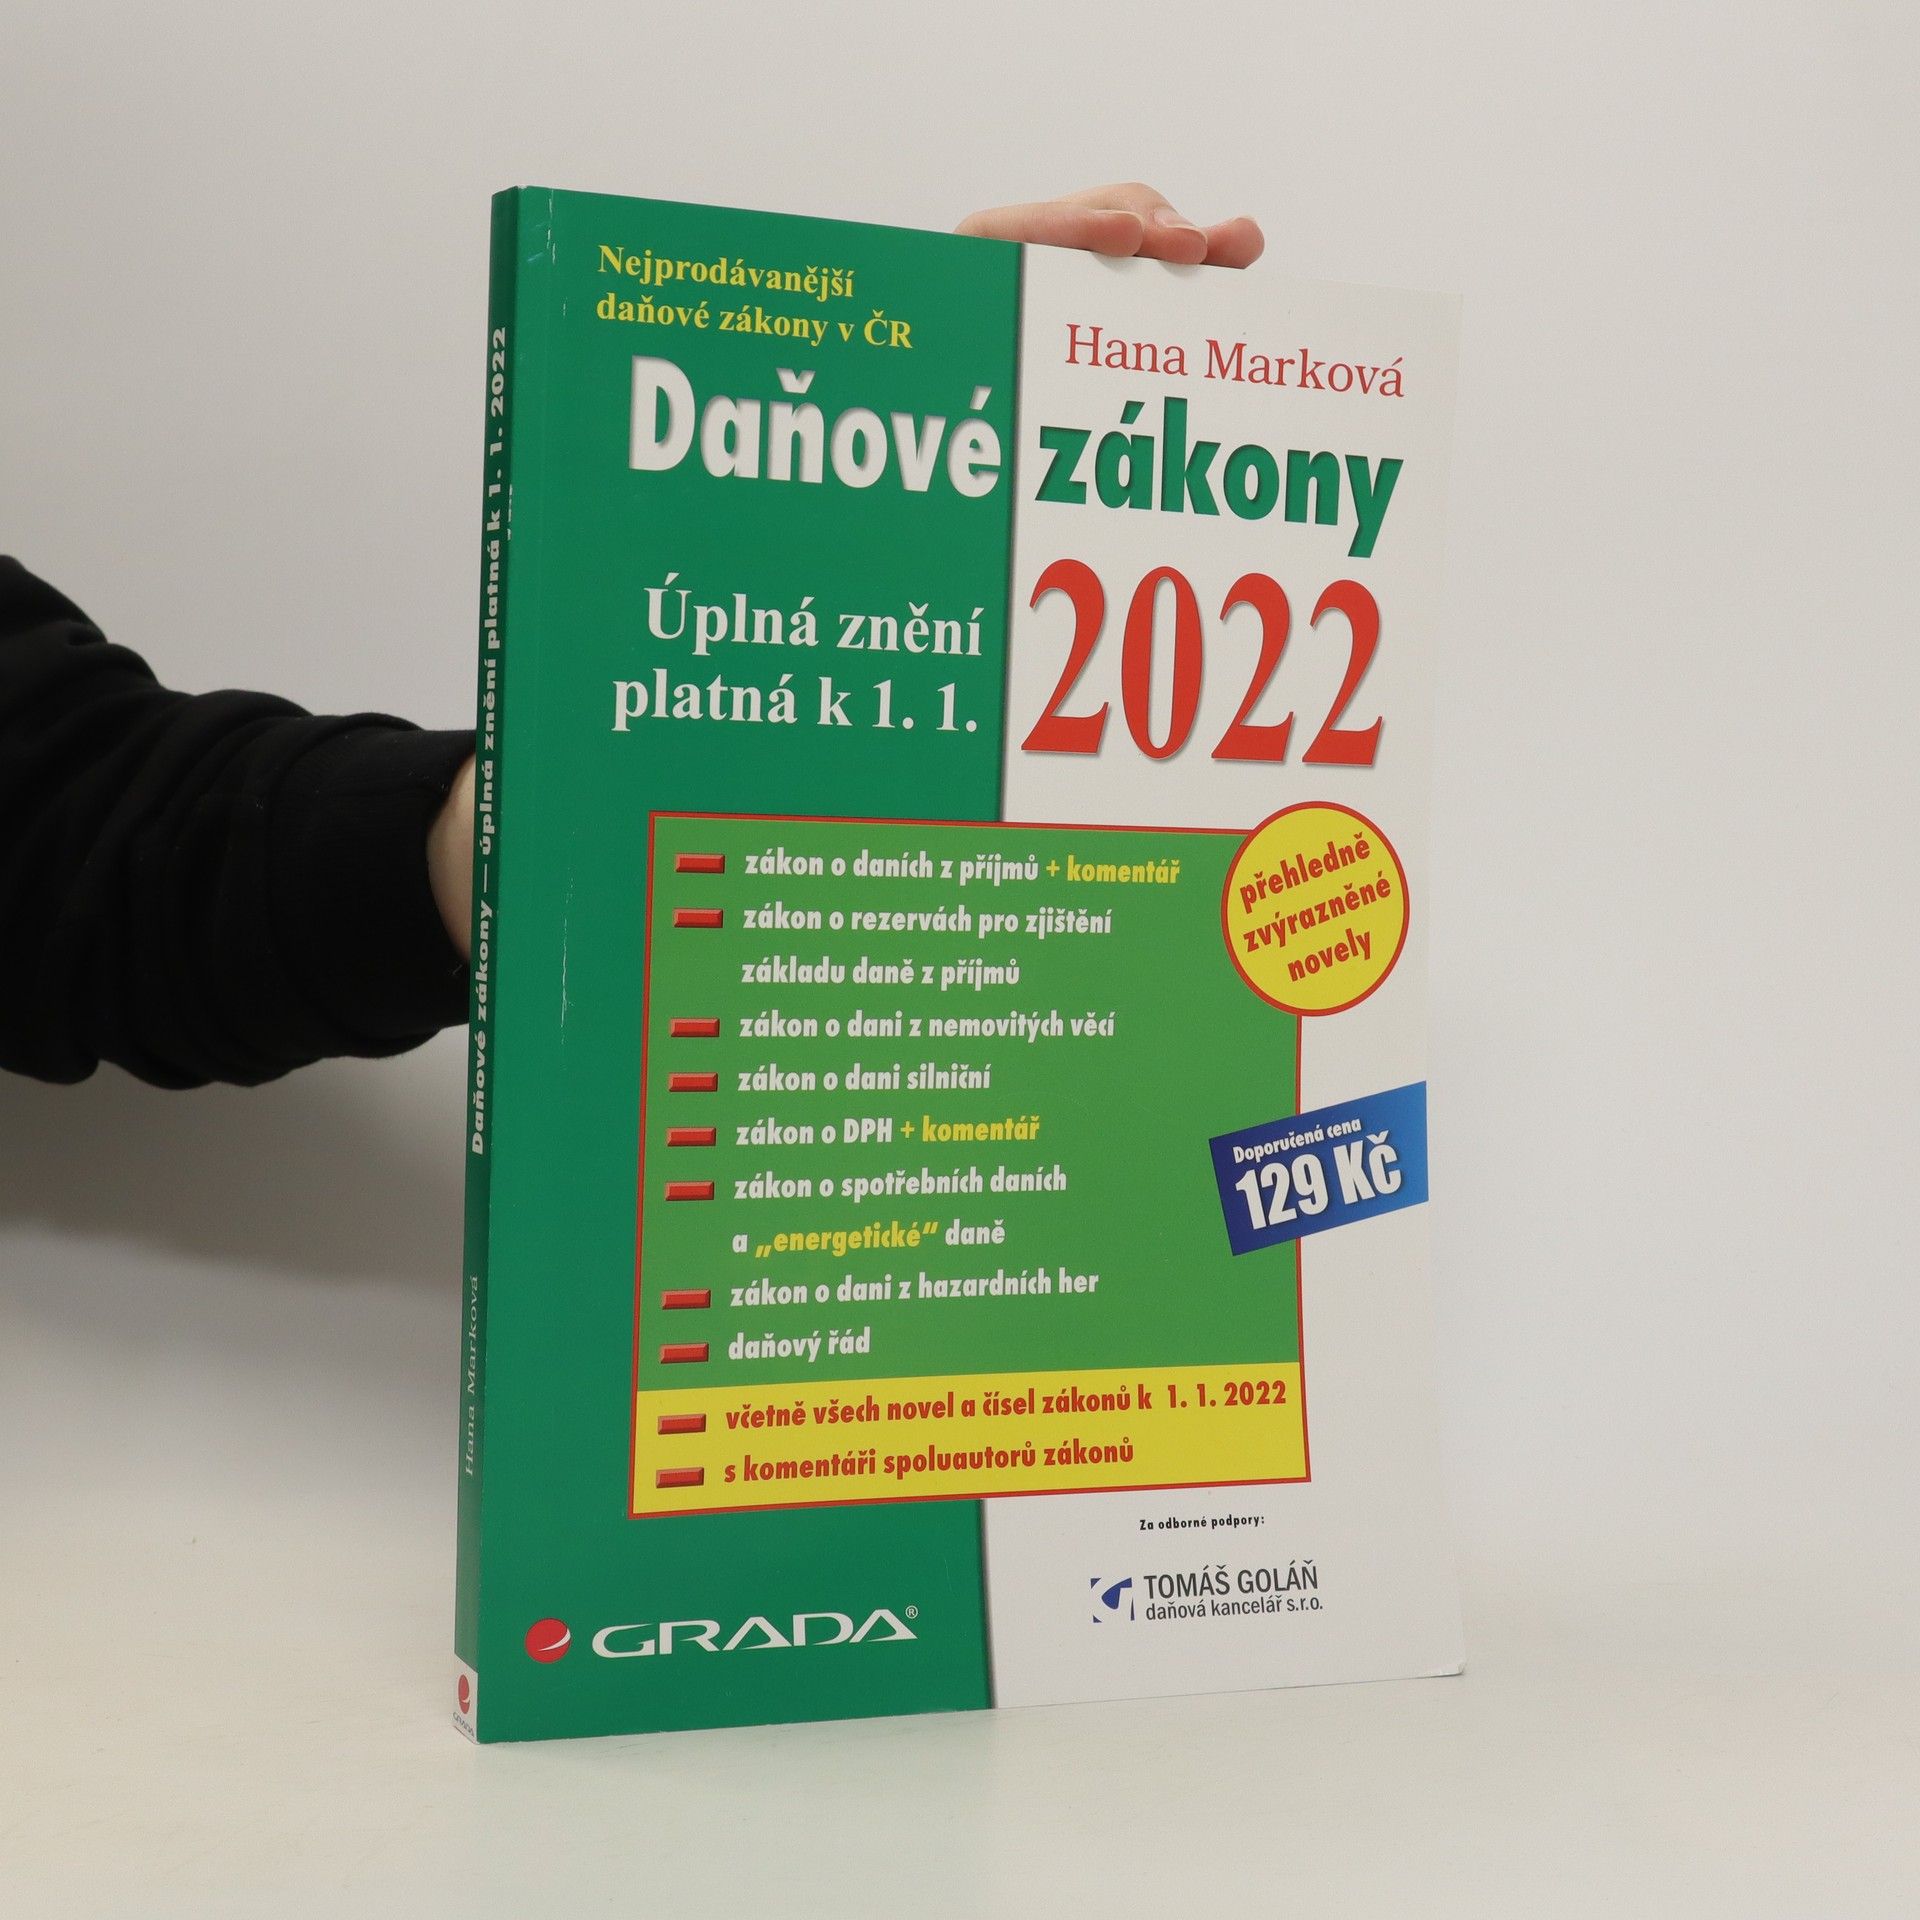 Nejprodávanější
daňové zákony v ČR
Hana Marková
Daňové zákony
2022
Úplná znění
platná k 1. 1.
zákon o daních z příjmů + komentář
zákon o rezervách pro zjištění
základu daně z příjmů
zákon o dani z nemovitých věcí
zákon o dani silniční
zákon o DPH + komentář
zákon o spotřebních daních
a „energetické“ daně
zákon o dani z hazardních her
daňový řád
včetně všech novel a čísel zákonů k 1. 1. 2022
s komentáři spoluautorů zákonů
přehledně
zvýrazněné
novely
Doporučená cena
129 Kč
Za odborné podpory:
TOMÁŠ GOLÁŇ
daňová kancelář s.r.o.
GRADA®
Daňové zákony — úplná znění platná k 1. 1. 2022
Hana Marková
GRADA